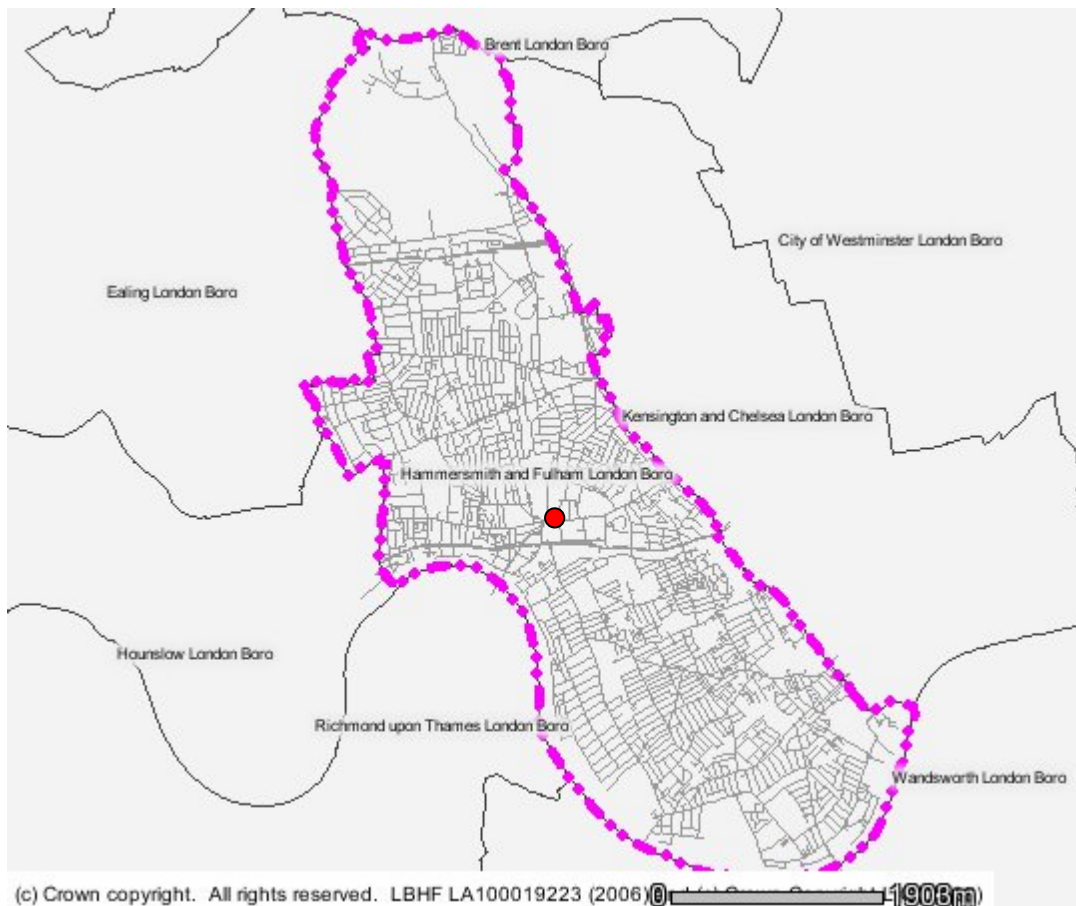 Brent London Boro
City of Westminster London Boro
Ealing London Boro
Kensington and Chelsea London Boro
Hammersmith and Fulham London Boro
Hounslow London Boro
Richmond upon Thames London Boro
Wandsworth London Boro
(c) Crown copyright. All rights reserved. LBHF LA100019223 (2006)
0 1903m